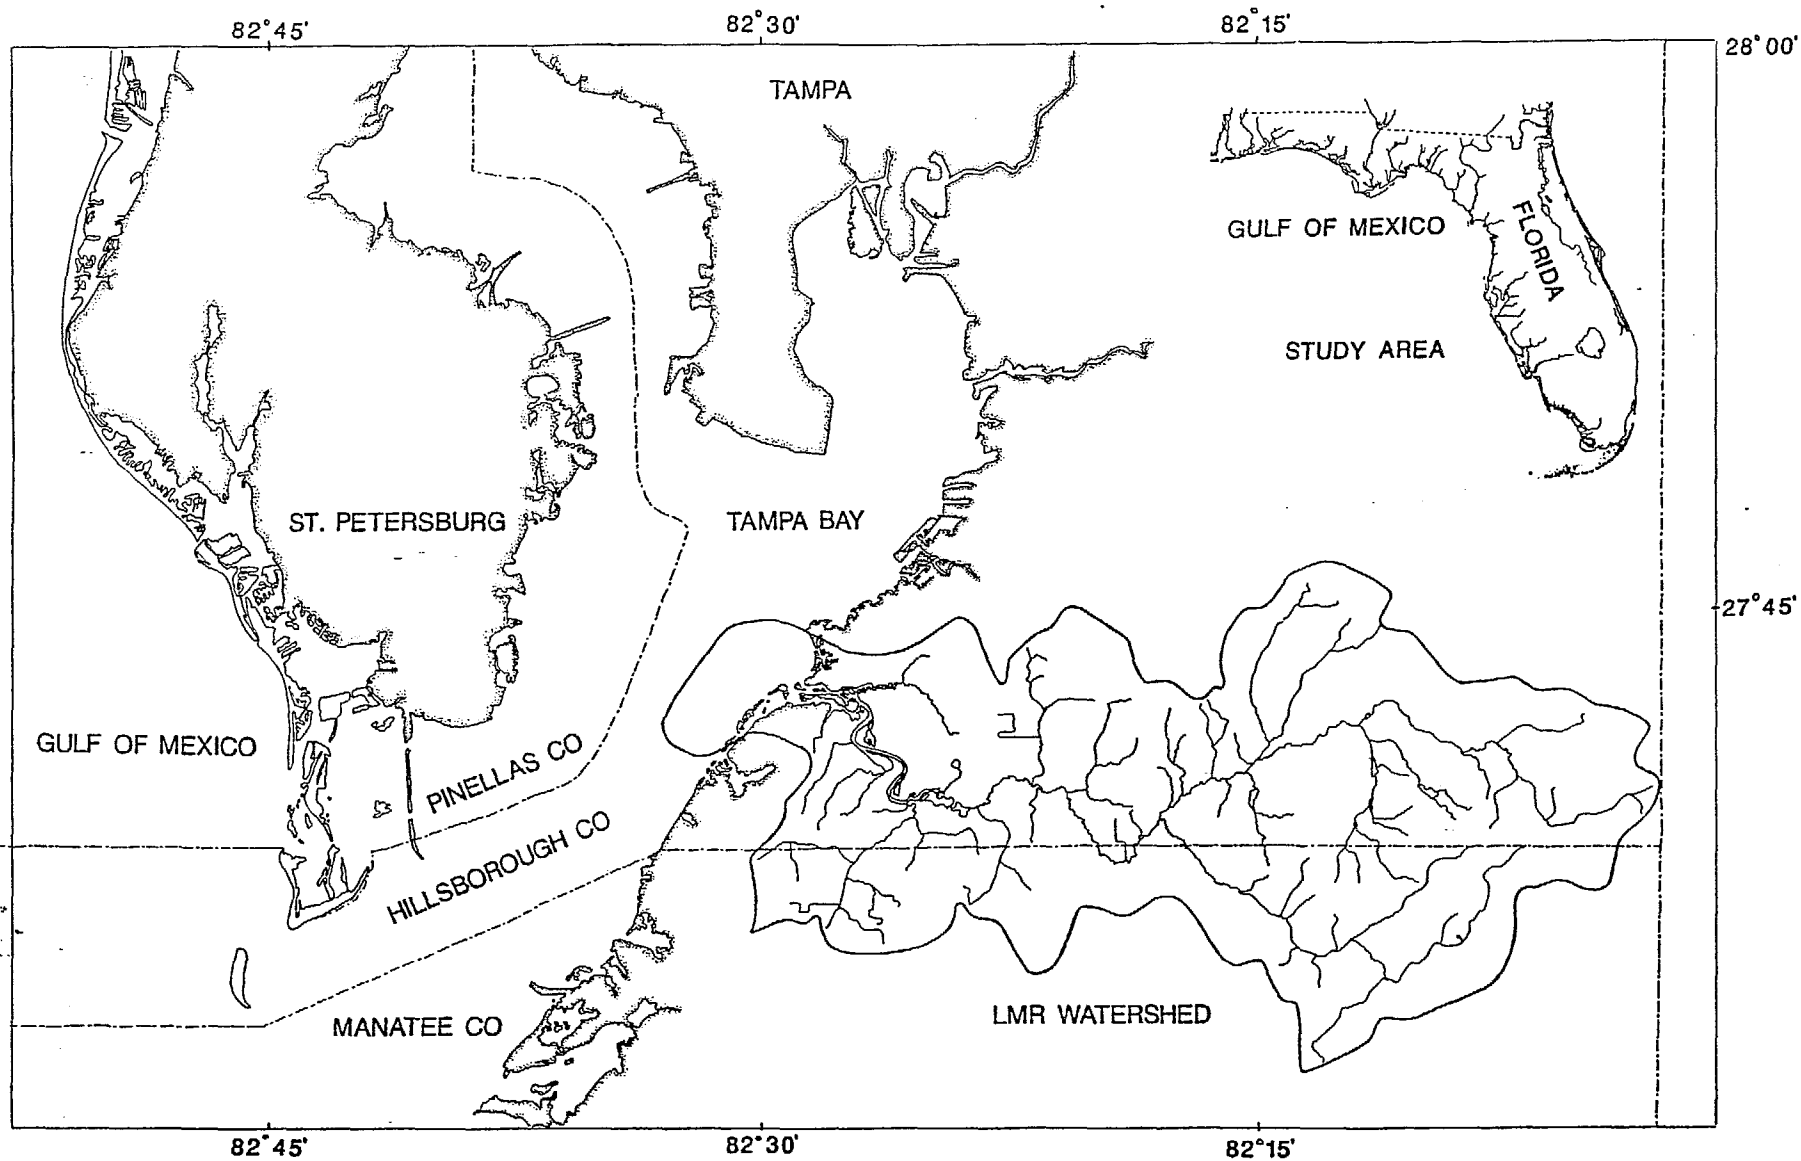 82°45'
82°30'
82°15'
28°00'
TAMPA
GULF OF MEXICO
FLORIDA
STUDY AREA
ST. PETERSBURG
TAMPA BAY
27°45'
GULF OF MEXICO
PINELLAS CO
HILLSBOROUGH CO
MANATEE CO
LMR WATERSHED
82°45'
82°30'
82°15'